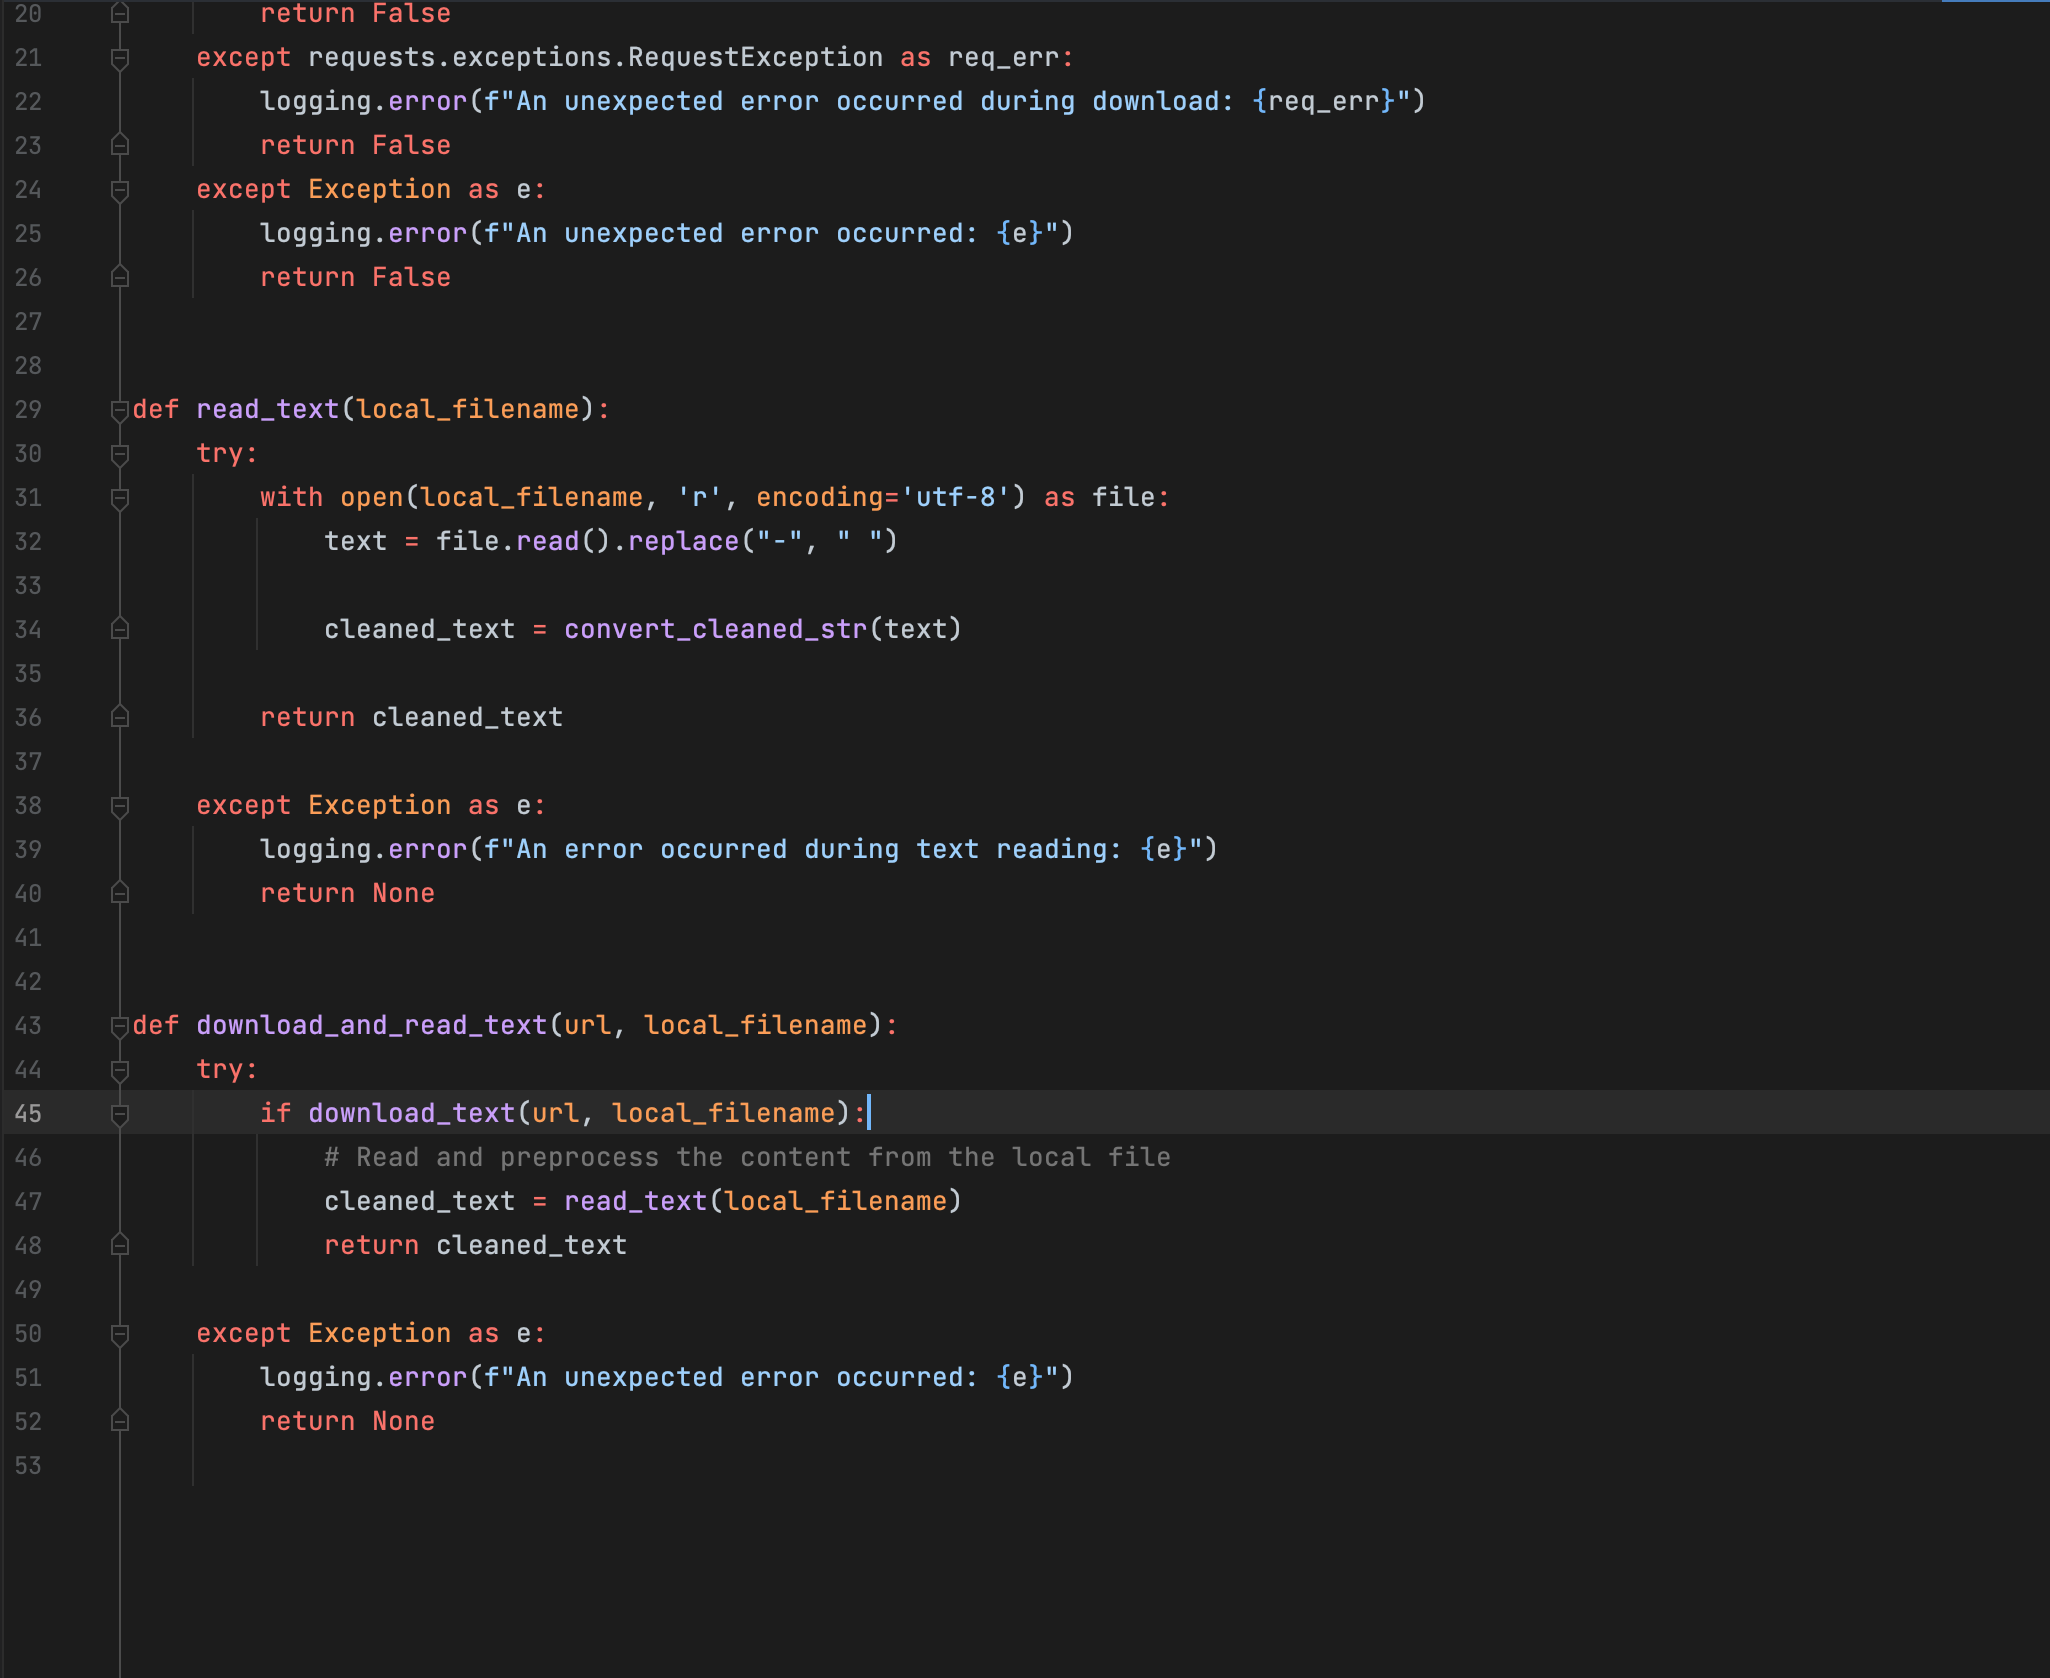 20 return False
21 except requests.exceptions.RequestException as req_err:
22 logging.error(f"An unexpected error occurred during download: {req_err}")
23 return False
24 except Exception as e:
25 logging.error(f"An unexpected error occurred: {e}")
26 return False
27
28
29 def read_text(local_filename):
30 try:
31 with open(local_filename, 'r', encoding='utf-8') as file:
32 text = file.read().replace("-", " ")
33
34 cleaned_text = convert_cleaned_str(text)
35
36 return cleaned_text
37
38 except Exception as e:
39 logging.error(f"An error occurred during text reading: {e}")
40 return None
41
42
43 def download_and_read_text(url, local_filename):
44 try:
45 if download_text(url, local_filename):
46 # Read and preprocess the content from the local file
47 cleaned_text = read_text(local_filename)
48 return cleaned_text
49
50 except Exception as e:
51 logging.error(f"An unexpected error occurred: {e}")
52 return None
53